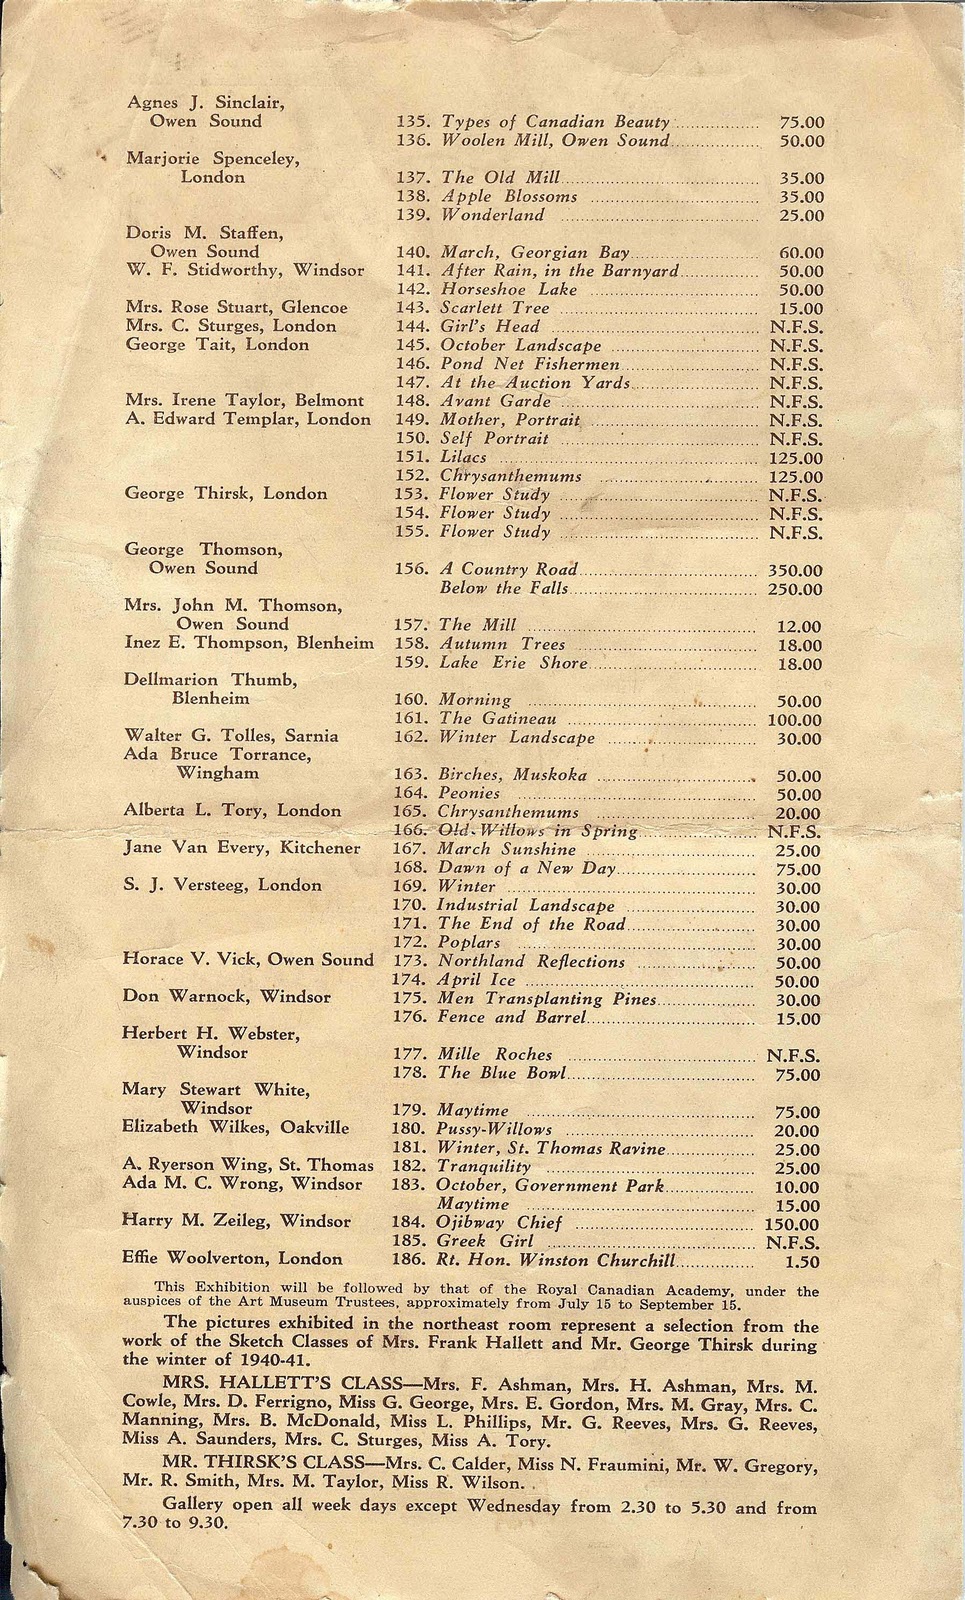 Agnes J. Sinclair,
Owen Sound 135. Types of Canadian Beauty 75.00
136. Woolen Mill, Owen Sound 50.00
Marjorie Spenceley,
London 137. The Old Mill 35.00
138. Apple Blossoms 35.00
139. Wonderland 25.00
Doris M. Staffen,
Owen Sound 140. March, Georgian Bay 60.00
W. F. Stidworthy, Windsor 141. After Rain, in the Barnyard 50.00
142. Horseshoe Lake 50.00
Mrs. Rose Stuart, Glencoe 143. Scarlett Tree 15.00
Mrs. C. Sturges, London 144. Girl's Head N.F.S.
George Tait, London 145. October Landscape N.F.S.
146. Pond Net Fishermen N.F.S.
147. At the Auction Yards N.F.S.
Mrs. Irene Taylor, Belmont 148. Avant Garde N.F.S.
A. Edward Templar, London 149. Mother, Portrait N.F.S.
150. Self Portrait N.F.S.
151. Lilacs 125.00
152. Chrysanthemums 125.00
George Thirsk, London 153. Flower Study N.F.S.
154. Flower Study N.F.S.
155. Flower Study N.F.S.
George Thomson,
Owen Sound 156. A Country Road 350.00
Below the Falls 250.00
Mrs. John M. Thomson,
Owen Sound 157. The Mill 12.00
Inez E. Thompson, Blenheim 158. Autumn Trees 18.00
159. Lake Erie Shore 18.00
Dellmarion Thumb,
Blenheim 160. Morning 50.00
161. The Gatineau 100.00
Walter G. Tolles, Sarnia 162. Winter Landscape 30.00
Ada Bruce Torrance,
Wingham 163. Birches, Muskoka 50.00
164. Peonies 50.00
Alberta L. Tory, London 165. Chrysanthemums 20.00
166. Old Willows in Spring N.F.S.
Jane Van Every, Kitchener 167. March Sunshine 25.00
168. Dawn of a New Day 75.00
S. J. Versteeg, London 169. Winter 30.00
170. Industrial Landscape 30.00
171. The End of the Road 30.00
172. Poplars 30.00
Horace V. Vick, Owen Sound 173. Northland Reflections 50.00
174. April Ice 50.00
Don Warnock, Windsor 175. Men Transplanting Pines 30.00
176. Fence and Barrel 15.00
Herbert H. Webster,
Windsor 177. Mille Roches N.F.S.
178. The Blue Bowl 75.00
Mary Stewart White,
Windsor 179. Maytime 75.00
Elizabeth Wilkes, Oakville 180. Pussy-Willows 20.00
181. Winter, St. Thomas Ravine 25.00
A. Ryerson Wing, St. Thomas 182. Tranquility 25.00
Ada M. C. Wrong, Windsor 183. October, Government Park 10.00
Maytime 15.00
Harry M. Zeileg, Windsor 184. Ojibway Chief 150.00
185. Greek Girl N.F.S.
Effie Woolverton, London 186. Rt. Hon. Winston Churchill 1.50
This Exhibition will be followed by that of the Royal Canadian Academy, under the
auspices of the Art Museum Trustees, approximately from July 15 to September 15.
The pictures exhibited in the northeast room represent a selection from the
work of the Sketch Classes of Mrs. Frank Hallett and Mr. George Thirsk during
the winter of 1940-41.
MRS. HALLETT'S CLASS—Mrs. F. Ashman, Mrs. H. Ashman, Mrs. M.
Cowle, Mrs. D. Ferrigno, Miss G. George, Mrs. E. Gordon, Mrs. M. Gray, Mrs. C.
Manning, Mrs. B. McDonald, Miss L. Phillips, Mr. G. Reeves, Mrs. G. Reeves,
Miss A. Saunders, Mrs. C. Sturges, Miss A. Tory.
MR. THIRSK'S CLASS—Mrs. C. Calder, Miss N. Fraumini, Mr. W. Gregory,
Mr. R. Smith, Mrs. M. Taylor, Miss R. Wilson.
Gallery open all week days except Wednesday from 2.30 to 5.30 and from
7.30 to 9.30.